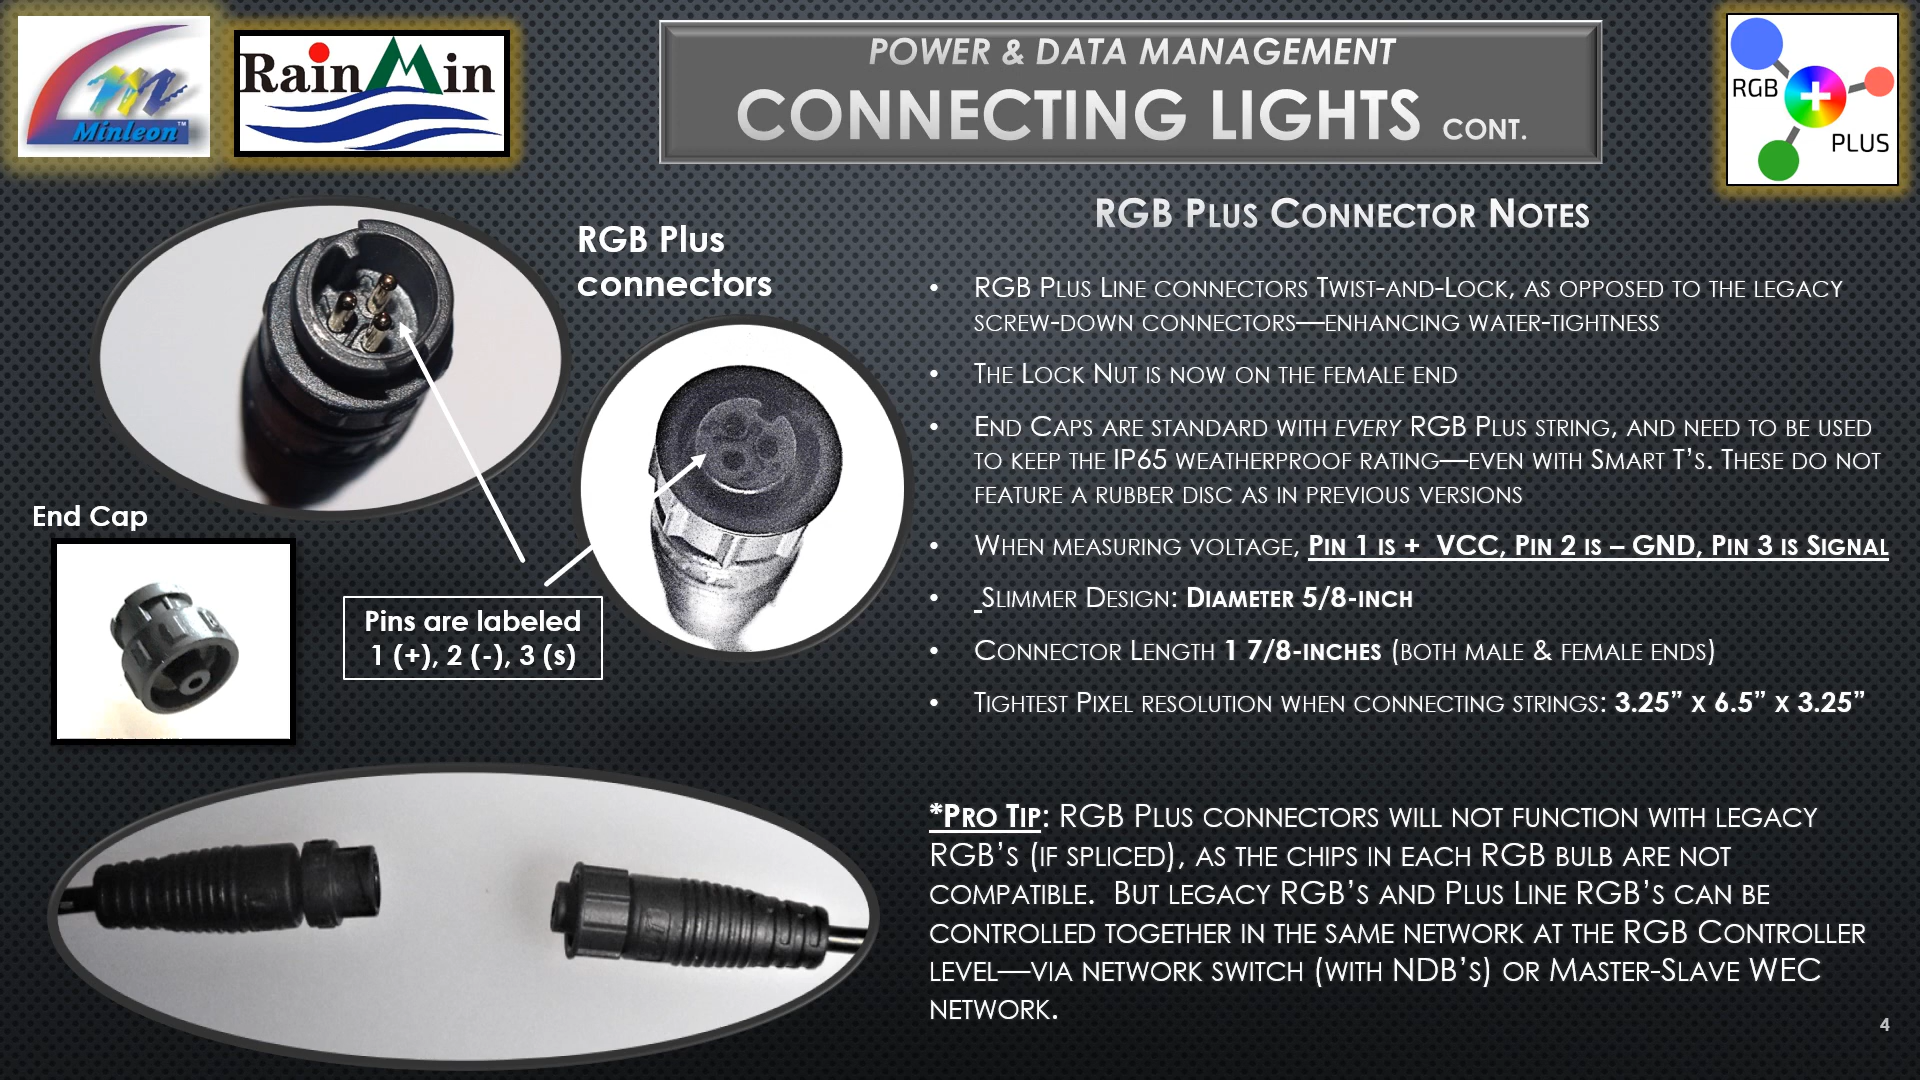 Minleon™
RainMin
POWER & DATA MANAGEMENT
CONNECTING LIGHTS CONT.
RGB
PLUS
RGB Plus
connectors
End Cap
Pins are labeled
1 (+), 2 (-), 3 (s)
RGB PLUS CONNECTOR NOTES
• RGB PLUS LINE CONNECTORS TWIST-AND-LOCK, AS OPPOSED TO THE LEGACY
SCREW-DOWN CONNECTORS—ENHANCING WATER-TIGHTNESS
• THE LOCK NUT IS NOW ON THE FEMALE END
• END CAPS ARE STANDARD WITH EVERY RGB PLUS STRING, AND NEED TO BE USED
TO KEEP THE IP65 WEATHERPROOF RATING—EVEN WITH SMART T'S. THESE DO NOT
FEATURE A RUBBER DISC AS IN PREVIOUS VERSIONS
• WHEN MEASURING VOLTAGE, PIN 1 IS + VCC, PIN 2 IS – GND, PIN 3 IS SIGNAL
• SLIMMER DESIGN: DIAMETER 5/8-INCH
• CONNECTOR LENGTH 1 7/8-INCHES (BOTH MALE & FEMALE ENDS)
• TIGHTEST PIXEL RESOLUTION WHEN CONNECTING STRINGS: 3.25” X 6.5” X 3.25”
*PRO TIP: RGB PLUS CONNECTORS WILL NOT FUNCTION WITH LEGACY
RGB'S (IF SPLICED), AS THE CHIPS IN EACH RGB BULB ARE NOT
COMPATIBLE. BUT LEGACY RGB'S AND PLUS LINE RGB'S CAN BE
CONTROLLED TOGETHER IN THE SAME NETWORK AT THE RGB CONTROLLER
LEVEL—VIA NETWORK SWITCH (WITH NDB'S) OR MASTER-SLAVE WEC
NETWORK.
4